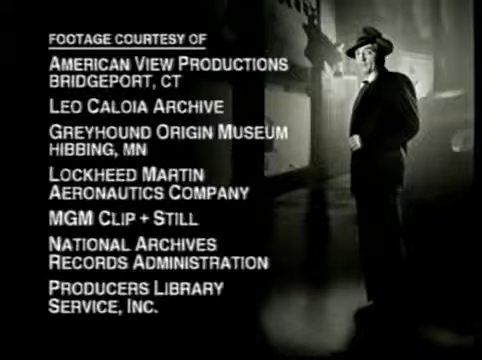 FOOTAGE COURTESY OF
AMERICAN VIEW PRODUCTIONS
BRIDGEPORT, CT
LEO CALOIA ARCHIVE
GREYHOUND ORIGIN MUSEUM
HIBBING, MN
LOCKHEED MARTIN
AERONAUTICS COMPANY
MGM CLIP + STILL
NATIONAL ARCHIVES
RECORDS ADMINISTRATION
PRODUCERS LIBRARY
SERVICE, INC.